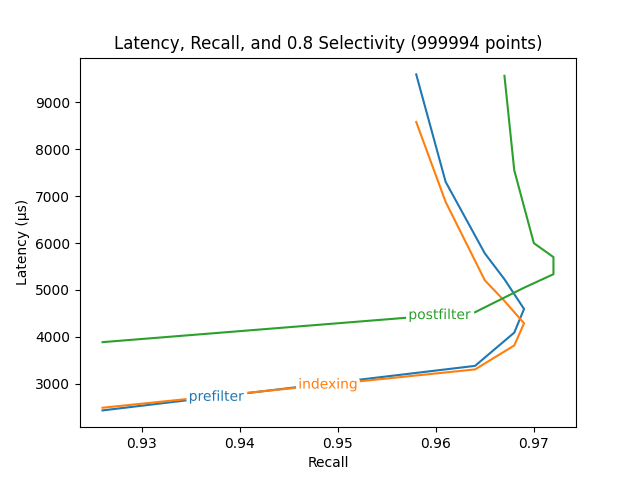 Latency, Recall, and 0.8 Selectivity (999994 points)
9000
8000
7000
6000
5000
4000
3000
Latency (μs)
postfilter
indexing
prefilter
0.93 0.94 0.95 0.96 0.97
Recall